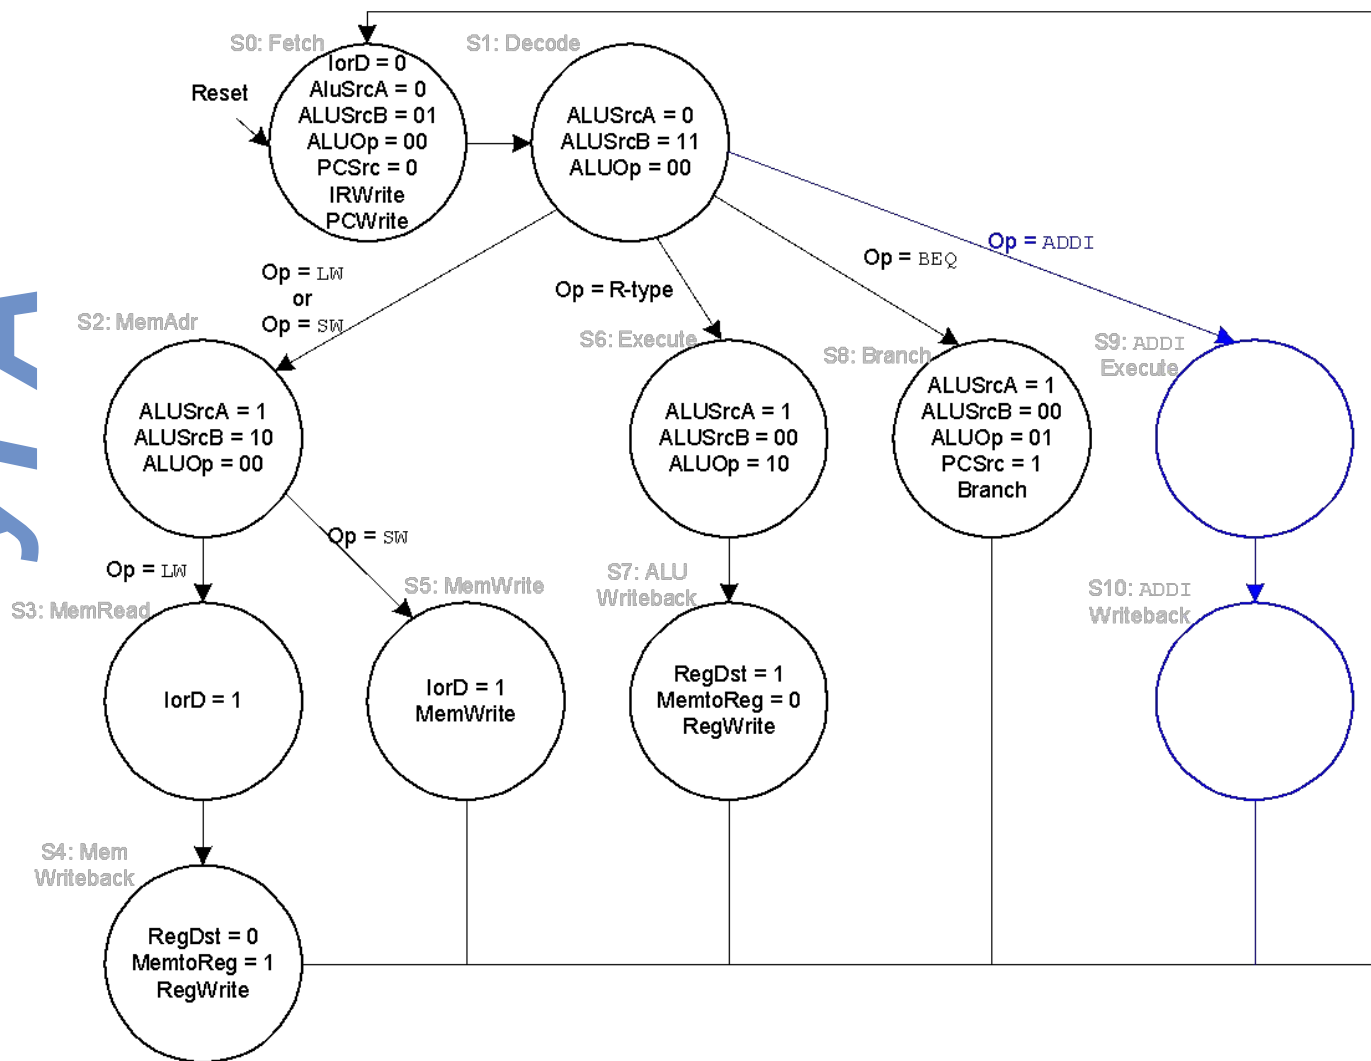 S0: Fetch
S1: Decode
Reset
IorD = 0
AluSrcA = 0
ALUSrcB = 01
ALUOp = 00
PCSrc = 0
IRWrite
PCWrite
ALUSrcA = 0
ALUSrcB = 11
ALUOp = 00
Op = LW
or
Op = SW
Op = R-type
Op = BEQ
Op = ADDI
S2: MemAdr
ALUSrcA = 1
ALUSrcB = 10
ALUOp = 00
S6: Execute
ALUSrcA = 1
ALUSrcB = 00
ALUOp = 10
S8: Branch
ALUSrcA = 1
ALUSrcB = 00
ALUOp = 01
PCSrc = 1
Branch
S9: ADDI
Execute
Op = LW
Op = SW
S3: MemRead
IorD = 1
S5: MemWrite
IorD = 1
MemWrite
S7: ALU
Writeback
RegDst = 1
MemtoReg = 0
RegWrite
S10: ADDI
Writeback
S4: Mem
Writeback
RegDst = 0
MemtoReg = 1
RegWrite